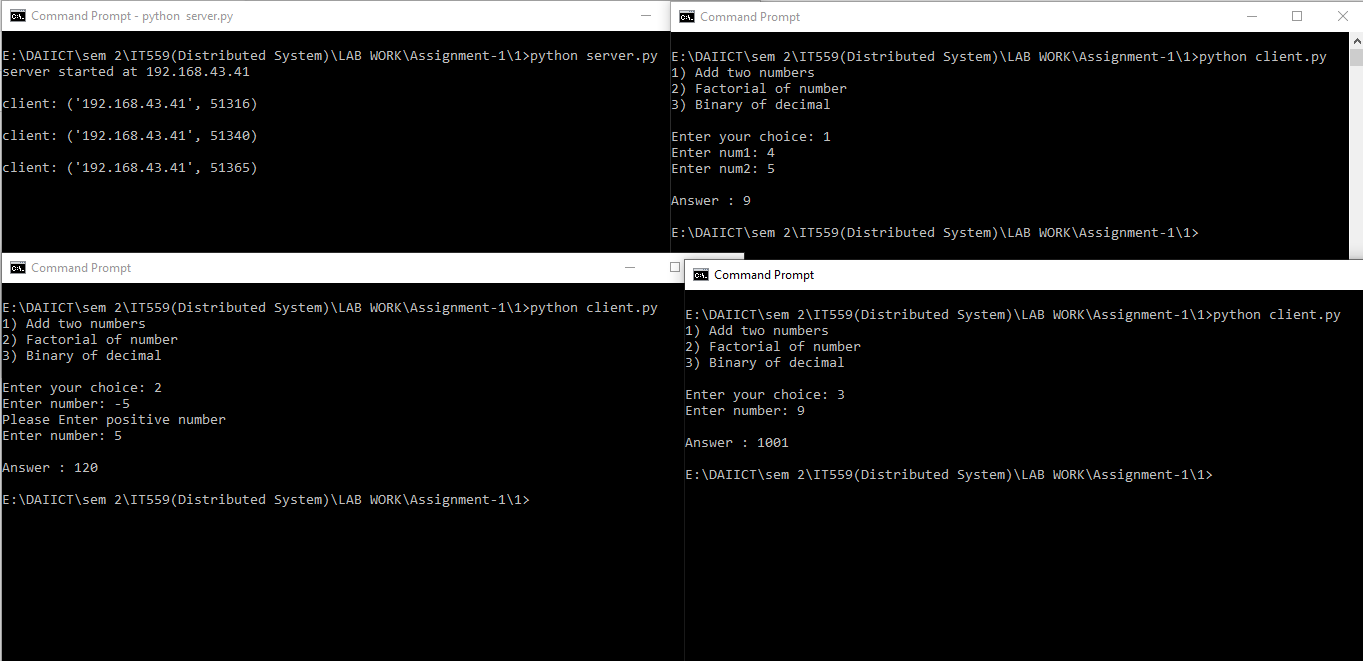 Command Prompt - python  server.py
E:\DAIICT\sem 2\IT559(Distributed System)\LAB WORK\Assignment-1\1>python server.py
server started at 192.168.43.41
client: ('192.168.43.41', 51316)
client: ('192.168.43.41', 51340)
client: ('192.168.43.41', 51365)
Command Prompt
E:\DAIICT\sem 2\IT559(Distributed System)\LAB WORK\Assignment-1\1>python client.py
1) Add two numbers
2) Factorial of number
3) Binary of decimal
Enter your choice: 1
Enter num1: 4
Enter num2: 5
Answer : 9
E:\DAIICT\sem 2\IT559(Distributed System)\LAB WORK\Assignment-1\1>
Command Prompt
E:\DAIICT\sem 2\IT559(Distributed System)\LAB WORK\Assignment-1\1>python client.py
1) Add two numbers
2) Factorial of number
3) Binary of decimal
Enter your choice: 2
Enter number: -5
Please Enter positive number
Enter number: 5
Answer : 120
E:\DAIICT\sem 2\IT559(Distributed System)\LAB WORK\Assignment-1\1>
Command Prompt
E:\DAIICT\sem 2\IT559(Distributed System)\LAB WORK\Assignment-1\1>python client.py
1) Add two numbers
2) Factorial of number
3) Binary of decimal
Enter your choice: 3
Enter number: 9
Answer : 1001
E:\DAIICT\sem 2\IT559(Distributed System)\LAB WORK\Assignment-1\1>